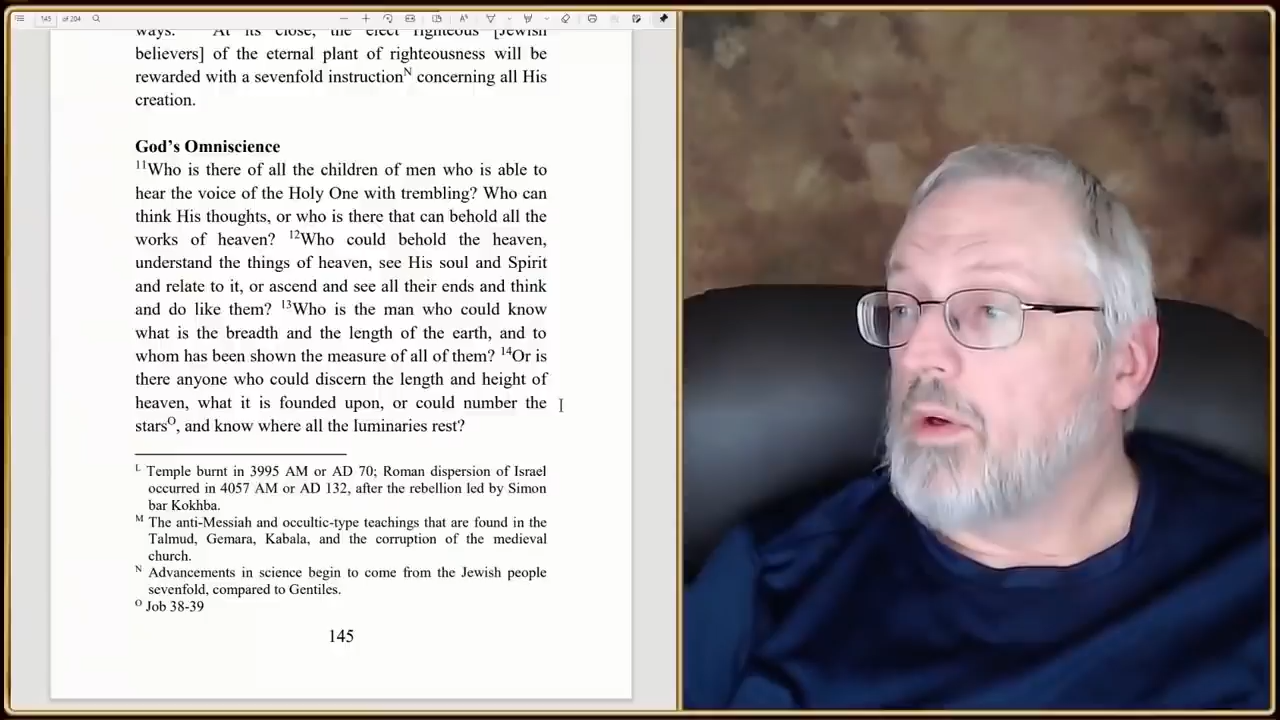 145 of 204
ways. At its close, the elect righteous [Jewish
believers] of the eternal plant of righteousness will be
rewarded with a sevenfold instructionN concerning all His
creation.
God's Omniscience
11Who is there of all the children of men who is able to
hear the voice of the Holy One with trembling? Who can
think His thoughts, or who is there that can behold all the
works of heaven? 12Who could behold the heaven,
understand the things of heaven, see His soul and Spirit
and relate to it, or ascend and see all their ends and think
and do like them? 13Who is the man who could know
what is the breadth and the length of the earth, and to
whom has been shown the measure of all of them? 14Or is
there anyone who could discern the length and height of
heaven, what it is founded upon, or could number the
starsO, and know where all the luminaries rest?
L Temple burnt in 3995 AM or AD 70; Roman dispersion of Israel
occurred in 4057 AM or AD 132, after the rebellion led by Simon
bar Kokhba.
M The anti-Messiah and occultic-type teachings that are found in the
Talmud, Gemara, Kabala, and the corruption of the medieval
church.
N Advancements in science begin to come from the Jewish people
sevenfold, compared to Gentiles.
O Job 38-39
145